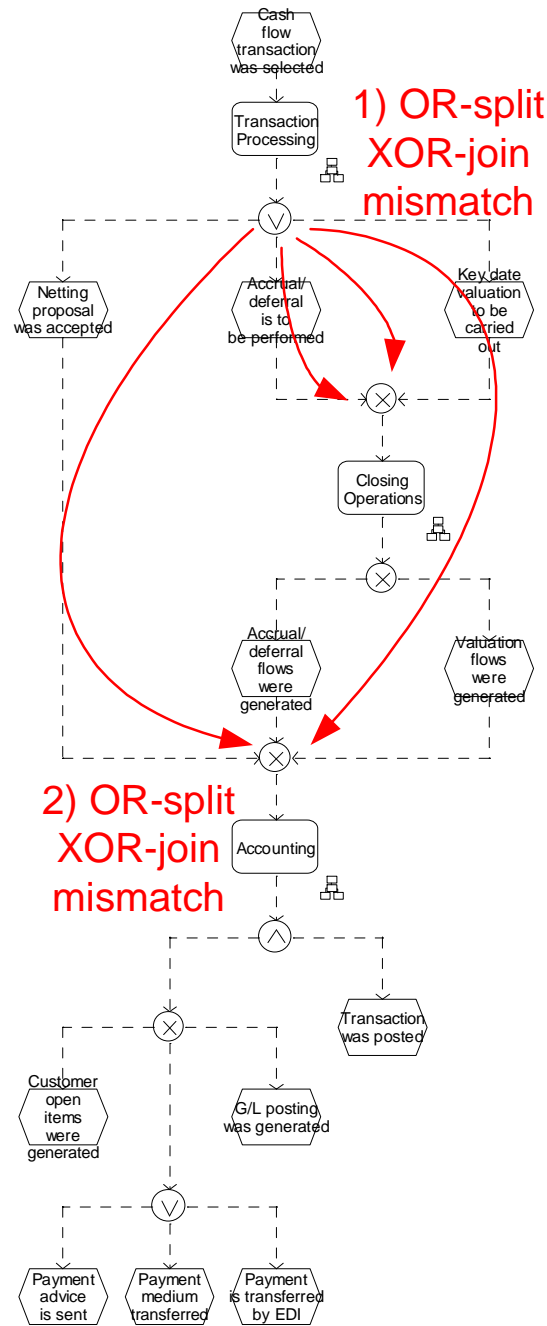 Cash
flow
transaction
was selected
1) OR-split
XOR-join
mismatch
Transaction
Processing
Netting
proposal
was accepted
Accrual/
deferral
is to
be performed
Key date
valuation
to be
carried
out
Closing
Operations
Accrual/
deferral
flows
were
generated
Valuation
flows
were
generated
2) OR-split
XOR-join
mismatch
Accounting
Transaction
was posted
Customer
open
items
were
generated
G/L posting
was generated
Payment
advice
is sent
Payment
medium
transferred
Payment
is transferred
by EDI